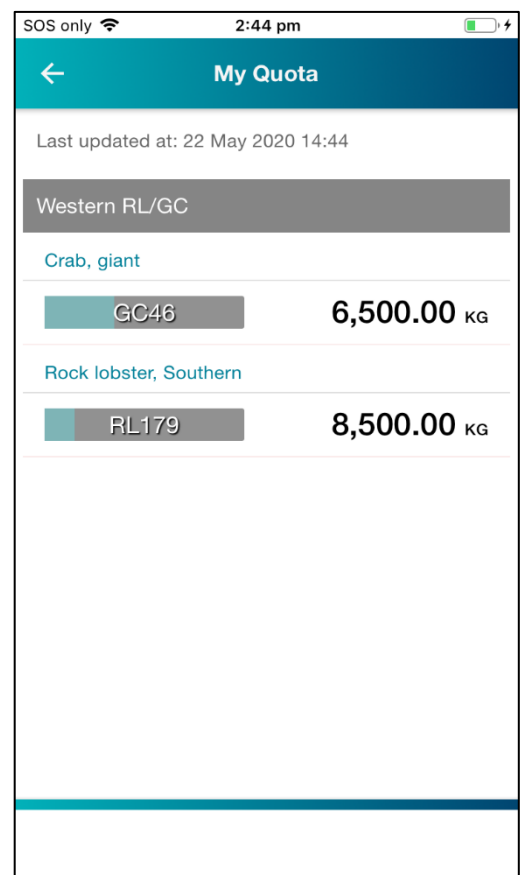 SOS only 2:44 pm
My Quota
Last updated at: 22 May 2020 14:44
Western RL/GC
Crab, giant
GC46 6,500.00 KG
Rock lobster, Southern
RL179 8,500.00 KG